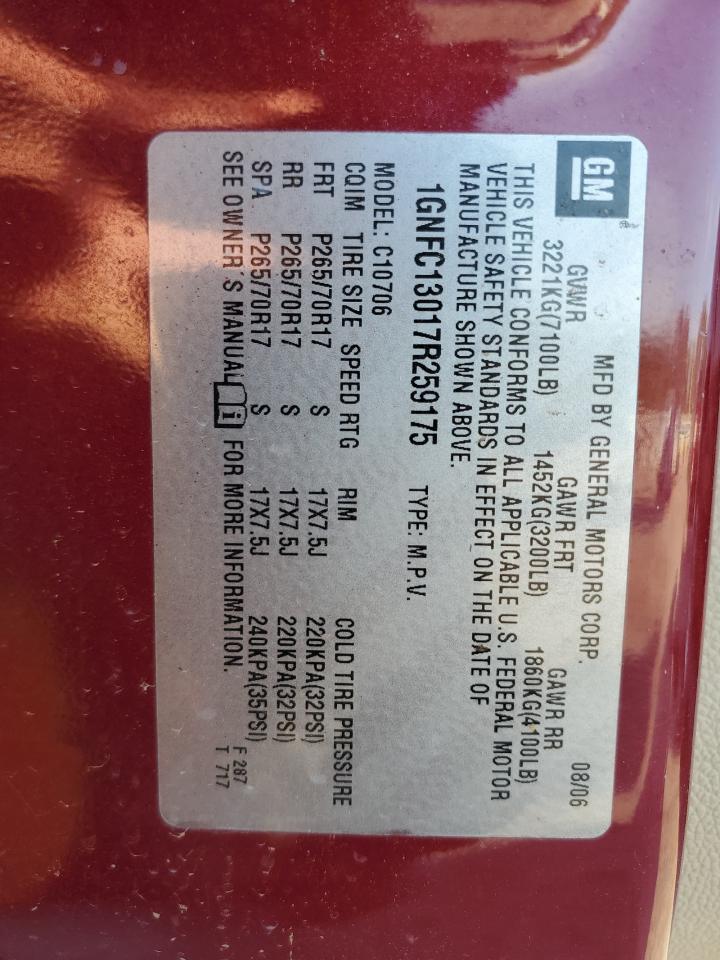 GM
MFD BY GENERAL MOTORS CORP. 08/06
GVWR GAWR FRT GAWR RR
3221KG(7100LB) 1452KG(3200LB) 1860KG(4100LB)
THIS VEHICLE CONFORMS TO ALL APPLICABLE U.S. FEDERAL MOTOR
VEHICLE SAFETY STANDARDS IN EFFECT ON THE DATE OF
MANUFACTURE SHOWN ABOVE.
1GNFC13017R259175 TYPE: M.P.V.
MODEL: C10706
CQIM TIRE SIZE SPEED RTG RIM COLD TIRE PRESSURE
FRT P265/70R17 S 17X7.5J 220KPA(32PSI)
RR P265/70R17 S 17X7.5J 220KPA(32PSI)
SPA P265/70R17 S 17X7.5J 240KPA(35PSI)
SEE OWNER'S MANUAL i FOR MORE INFORMATION.
F 287
T 717